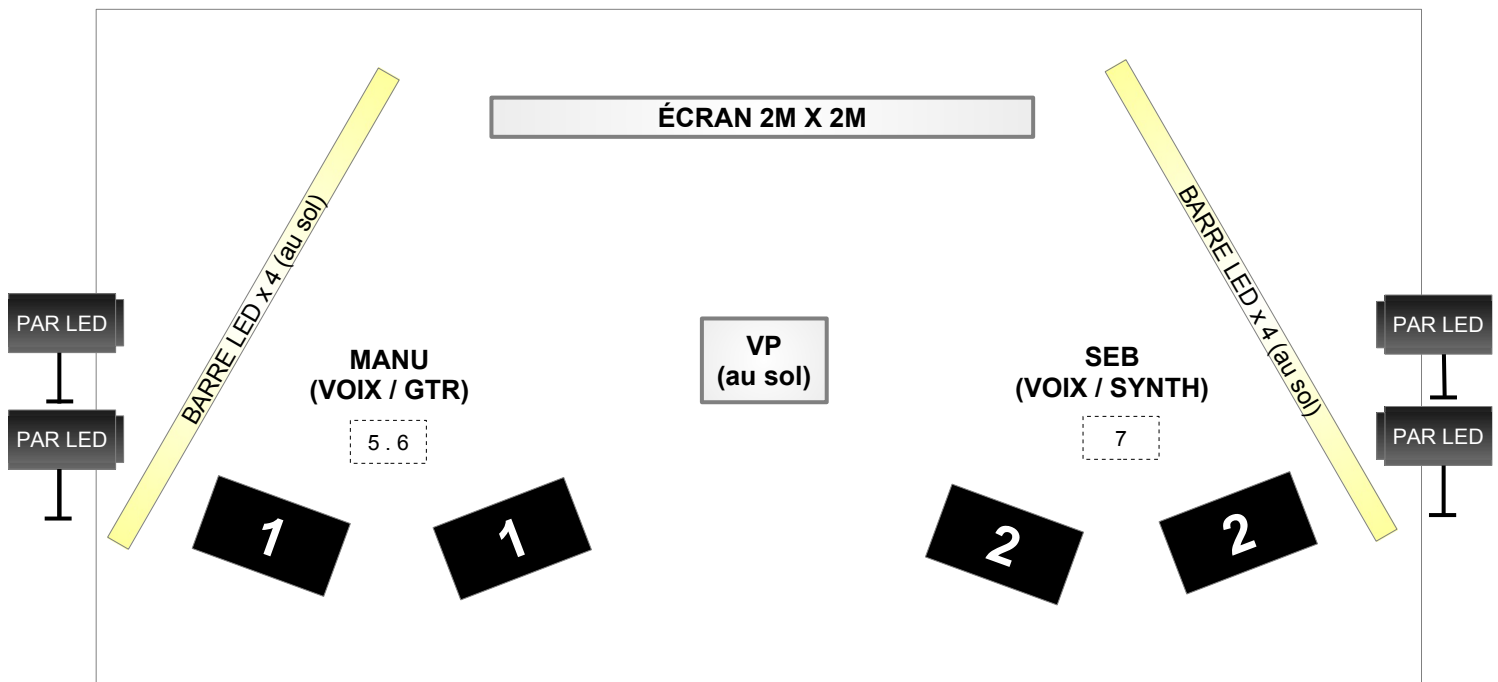 ÉCRAN 2M X 2M
BARRE LED x 4 (au sol)
BARRE LED x 4 (au sol)
PAR LED
PAR LED
VP
(au sol)
MANU
(VOIX / GTR)
SEB
(VOIX / SYNTH)
PAR LED
PAR LED
5 . 6
7
1
1
2
2